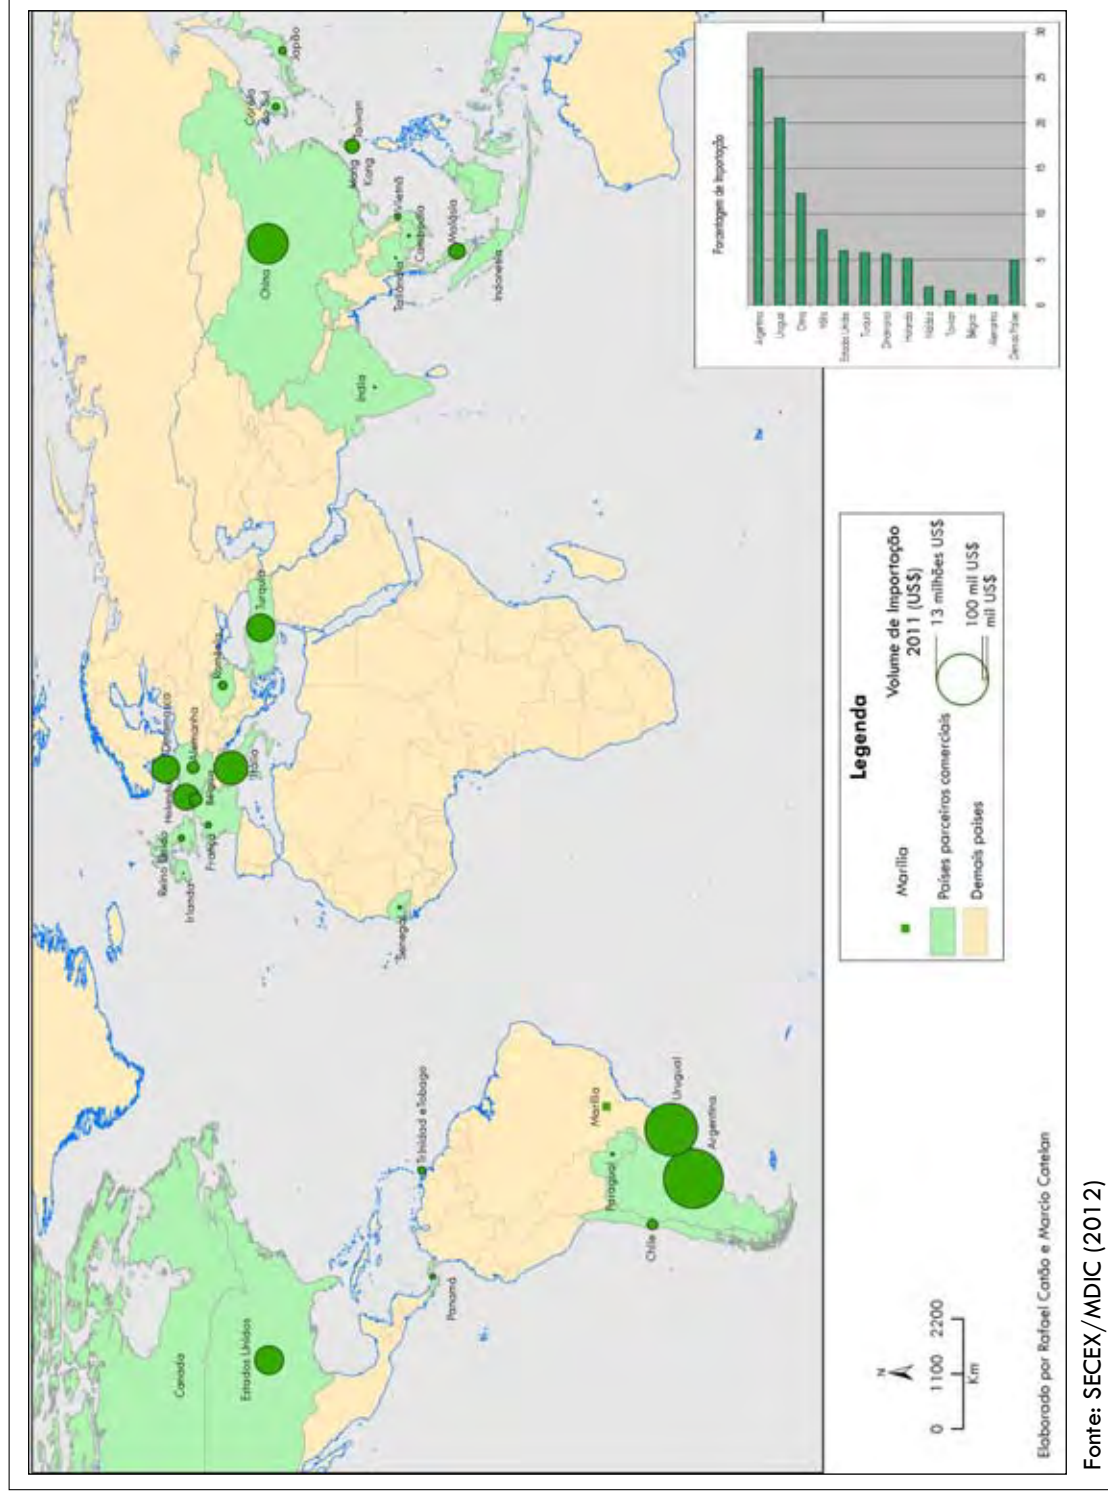 Canadá
Estados Unidos
Panamá
Trinidad e Tobago
Chile
Paraguai
Marília
Uruguai
Argentina
Senegal
Irlanda
Reino Unido
França
Holanda
Bélgica
Dinamarca
Alemanha
Itália
Romênia
Turquia
Índia
China
Tailândia
Camboja
Vietnã
Malásia
Indonésia
Hong
Kong
Taiwan
Coréia
do Sul
Japão
Porcentagem de Importação
Argentina
Uruguai
China
Itália
Estados Unidos
Turquia
Dinamarca
Holanda
Malásia
Taiwan
Bélgica
Alemanha
Demais Países
0 5 10 15 20 25 30
Legenda
Marília
Países parceiros comerciais
Demais países
Volume de Importação
2011 (US$)
13 milhões US$
100 mil US$
mil US$
N
0 1100 2200
Km
Elaborado por Rafael Catão e Marcio Catelan
Fonte: SECEX/MDIC (2012)